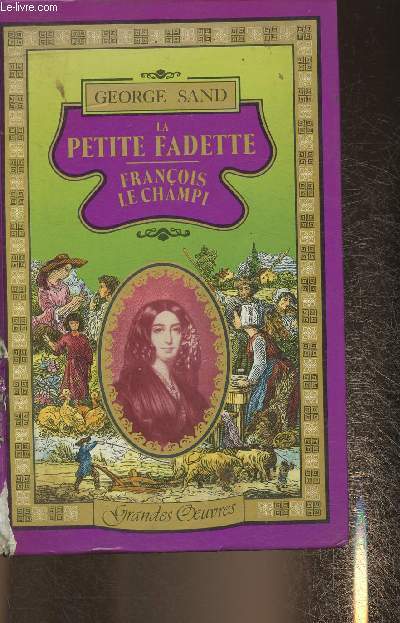 Le-livre.com
GEORGE SAND
LA
PETITE FADETTE
FRANÇOIS
LE CHAMPI
Grandes Œuvres